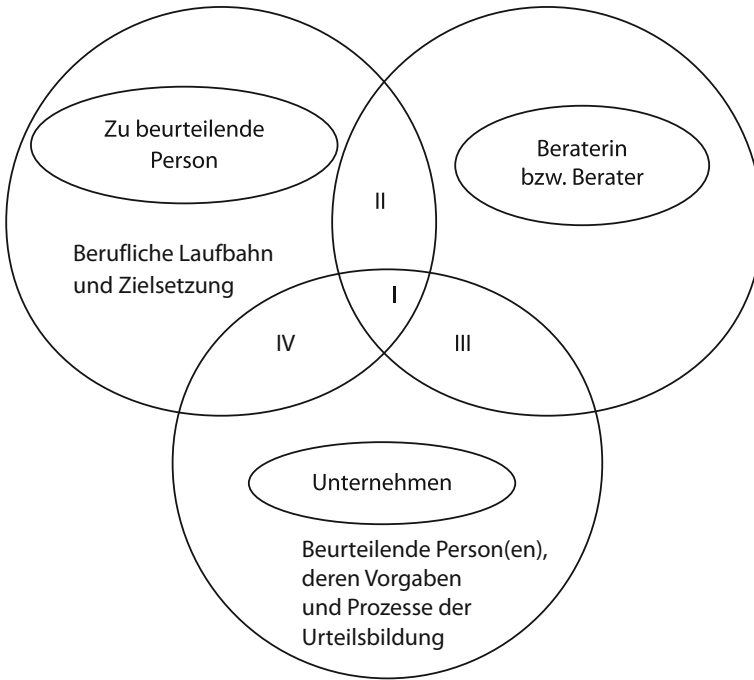 Zu beurteilende
Person
Beraterin
bzw. Berater
II
Berufliche Laufbahn
und Zielsetzung
I
IV
III
Unternehmen
Beurteilende Person(en),
deren Vorgaben
und Prozesse der
Urteilsbildung